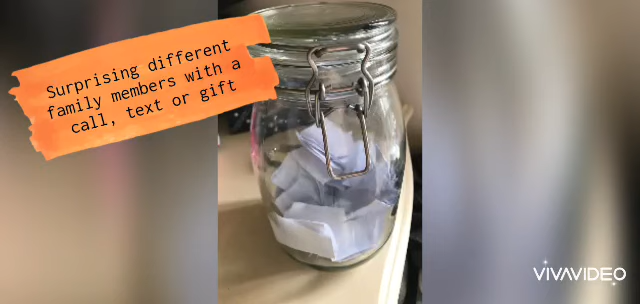 Surprising different
family members with a
call, text or gift
VIVAVIDEO